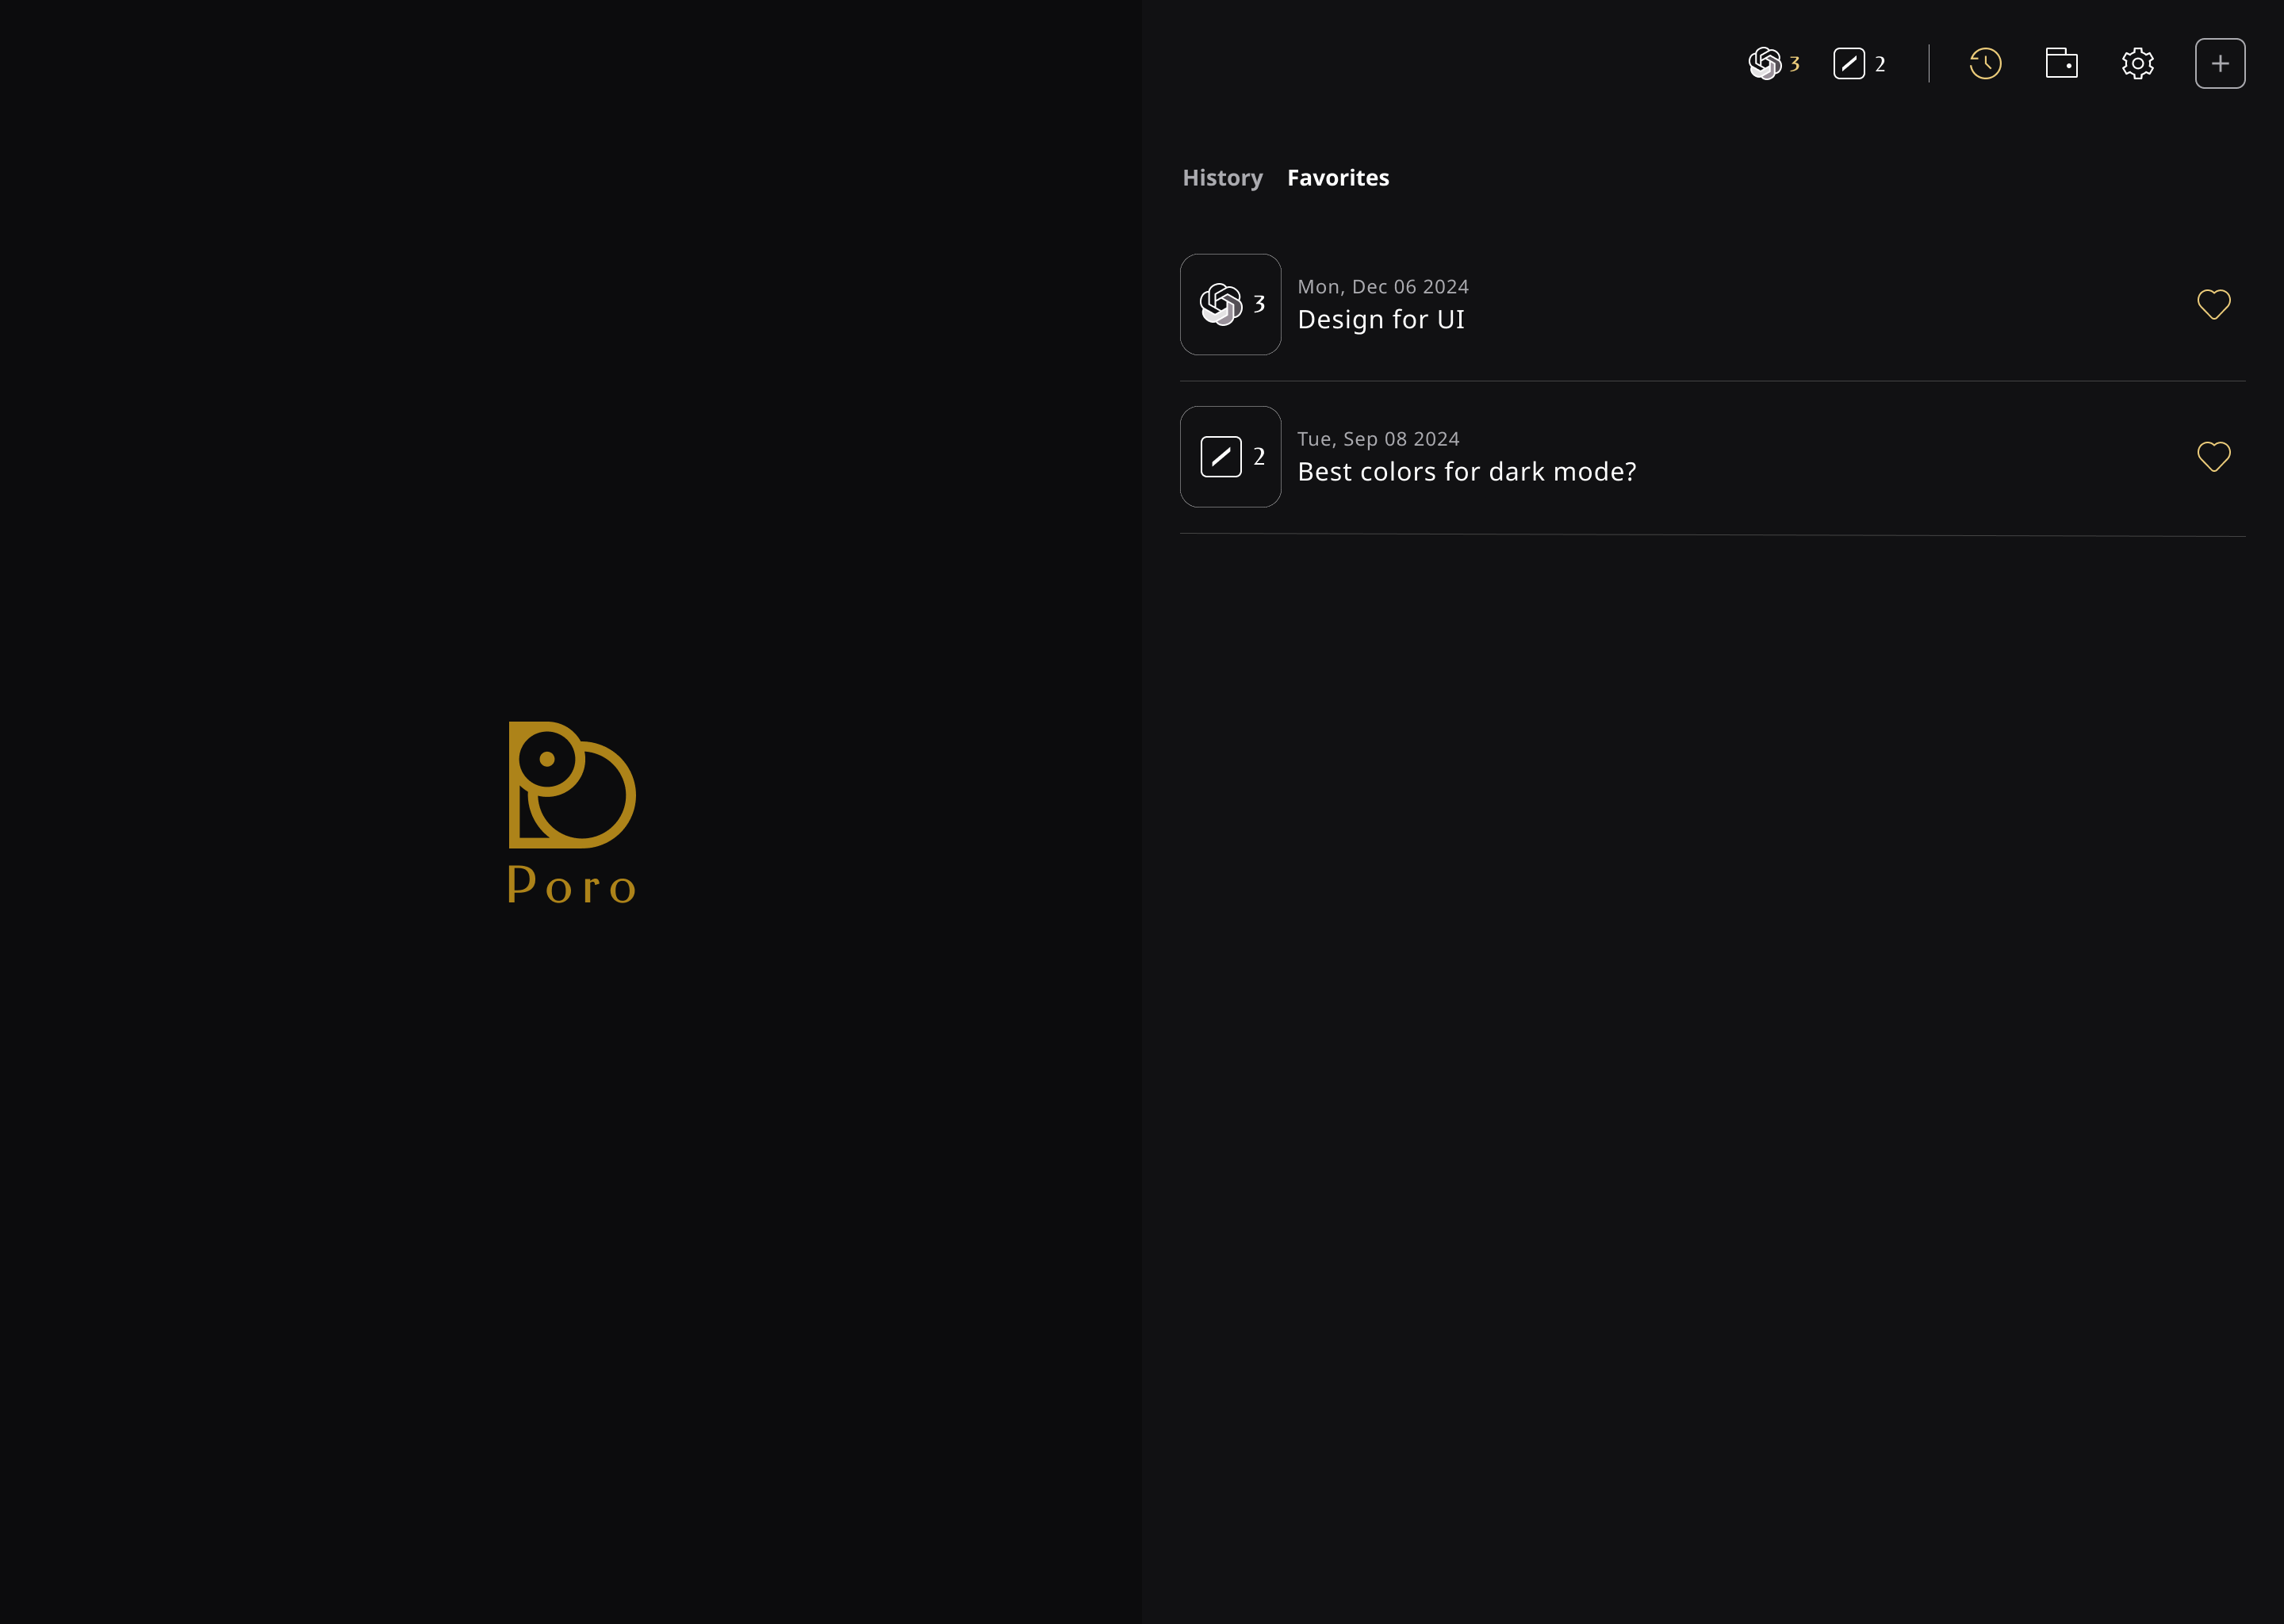 3 2
History Favorites
3
Mon, Dec 06 2024
Design for UI
2
Tue, Sep 08 2024
Best colors for dark mode?
Poro